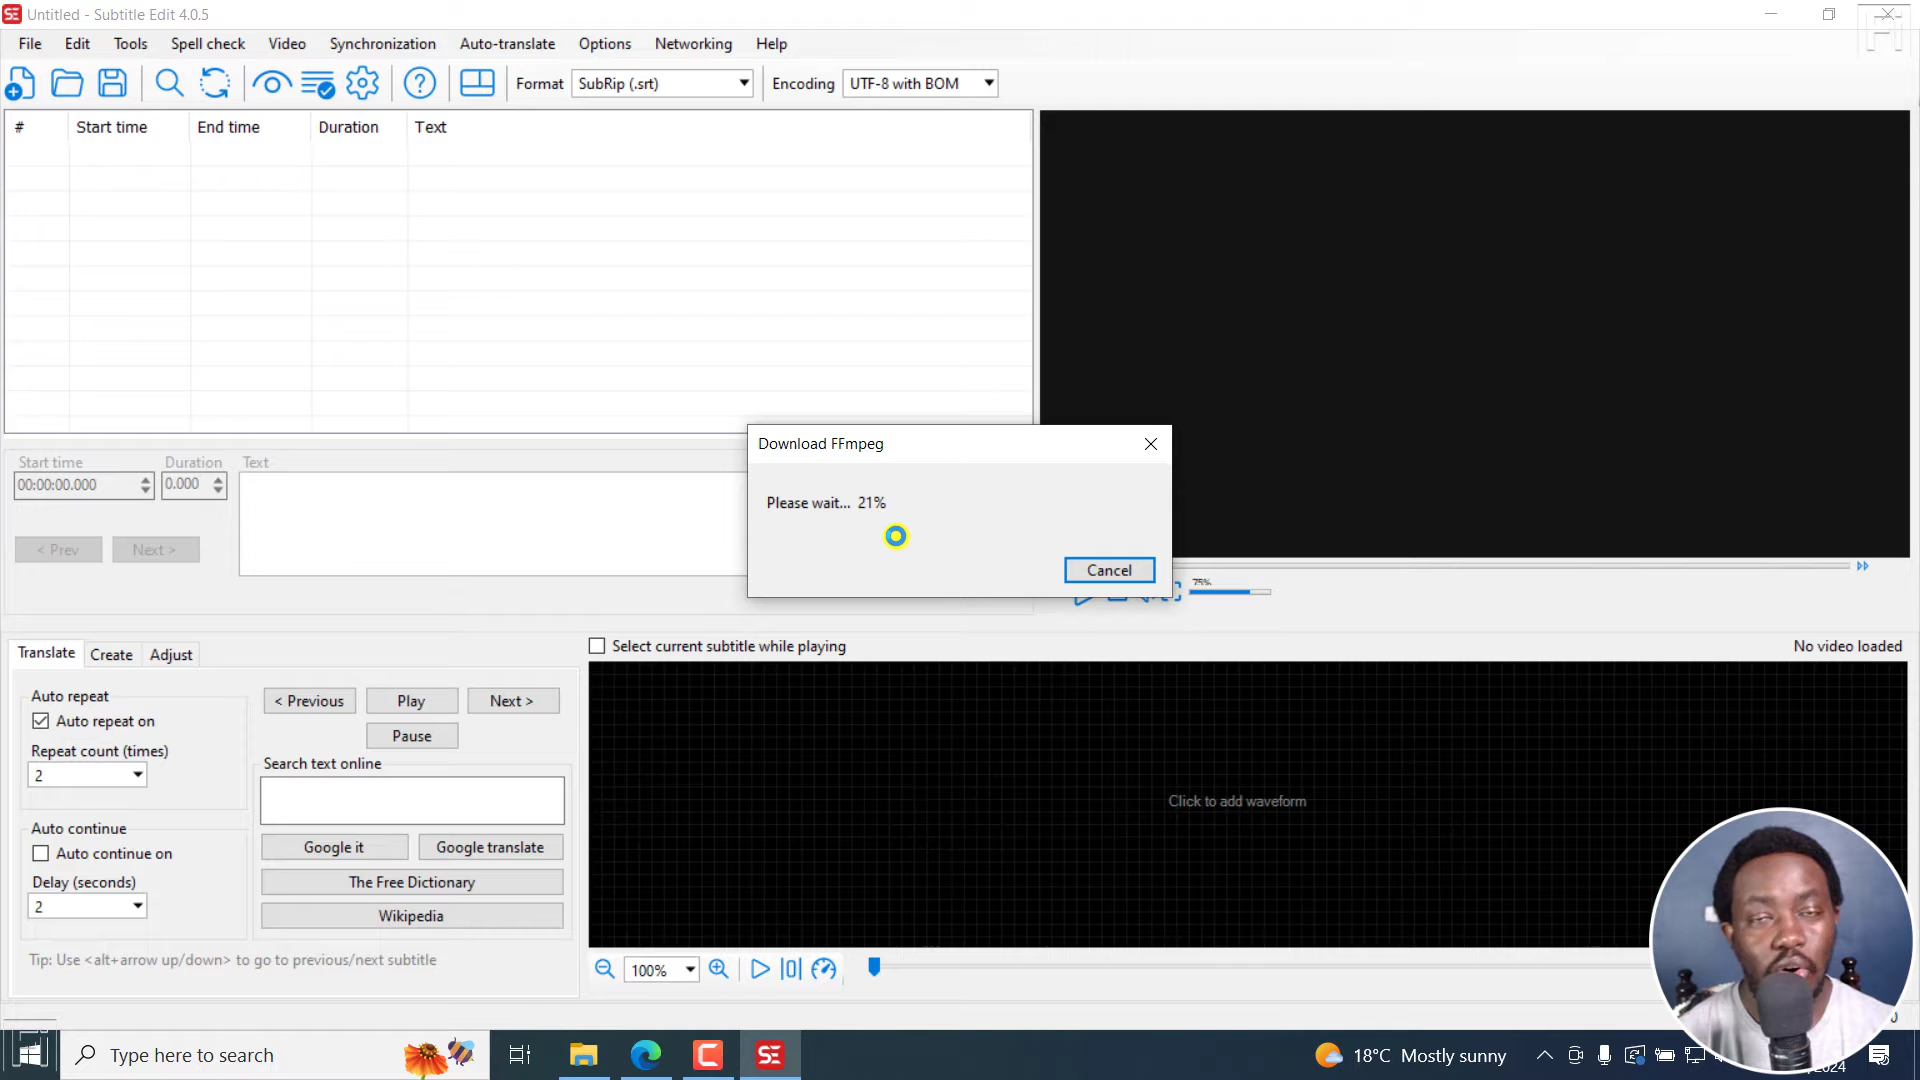 SE Untitled - Subtitle Edit 4.0.5
File Edit Tools Spell check Video Synchronization Auto-translate Options Networking Help
Format SubRip (.srt) Encoding UTF-8 with BOM
# Start time End time Duration Text
Download FFmpeg
Please wait... 21%
Cancel
Start time Duration Text
00:00:00.000 0.000
< Prev Next >
75%
Translate Create Adjust
Select current subtitle while playing
No video loaded
Auto repeat
Auto repeat on
Repeat count (times)
2
< Previous Play Next >
Pause
Search text online
Auto continue
Auto continue on
Delay (seconds)
2
Google it Google translate
The Free Dictionary
Wikipedia
Tip: Use <alt+arrow up/down> to go to previous/next subtitle
Click to add waveform
100%
Type here to search
SE
18°C Mostly sunny
2024